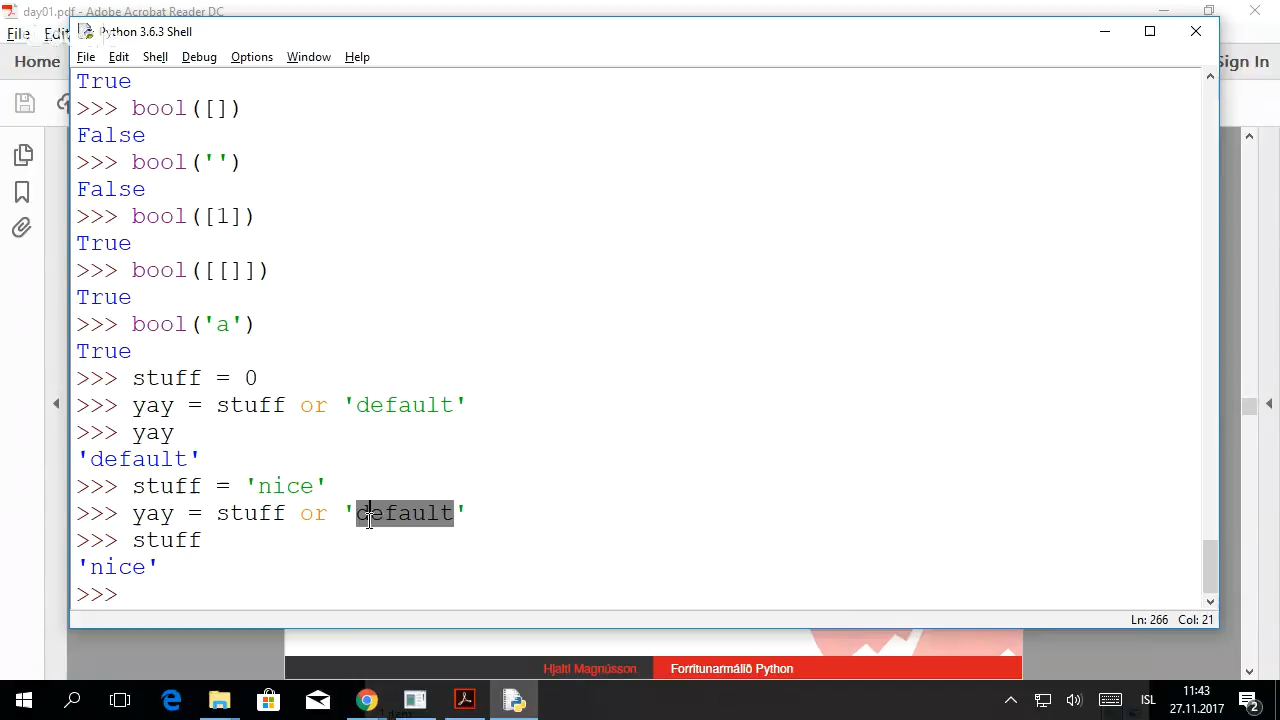 day01.pdf - Adobe Acrobat Reader DC
File Edit
Python 3.6.3 Shell
File Edit Shell Debug Options Window Help
Home
Sign In
True
>>> bool([])
False
>>> bool('')
False
>>> bool([1])
True
>>> bool([[]])
True
>>> bool('a')
True
>>> stuff = 0
>>> yay = stuff or 'default'
>>> yay
'default'
>>> stuff = 'nice'
>>> yay = stuff or 'default'
>>> stuff
'nice'
>>>
Ln: 266 Col: 21
Hjalti Magnússon
Forritunarmálið Python
ISL
11:43
27.11.2017
2